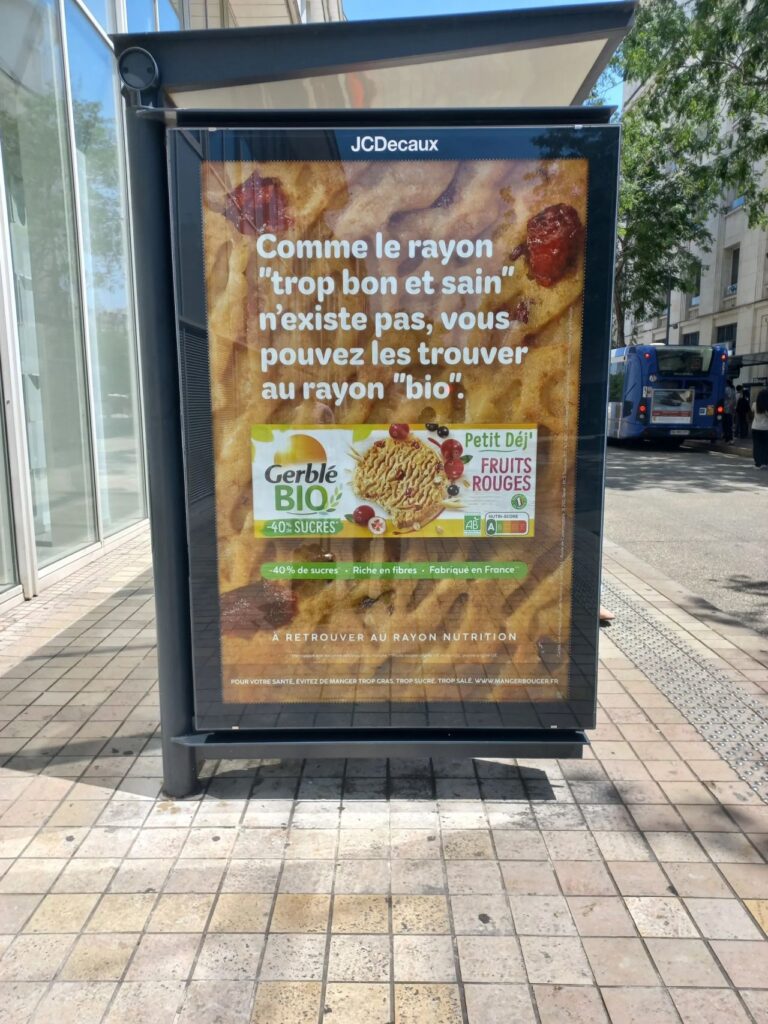 JCDecaux
Comme le rayon
"trop bon et sain"
n'existe pas, vous
pouvez les trouver
au rayon "bio".
Gerblé
BIO
-40% SUCRES
Petit Déj'
FRUITS
ROUGES
AB
NUTRI-SCORE
A
-40% de sucres* • Riche en fibres • Fabriqué en France
À RETROUVER AU RAYON NUTRITION
POUR VOTRE SANTÉ, ÉVITEZ DE MANGER TROP GRAS, TROP SUCRÉ, TROP SALÉ. WWW.MANGERBOUGER.FR